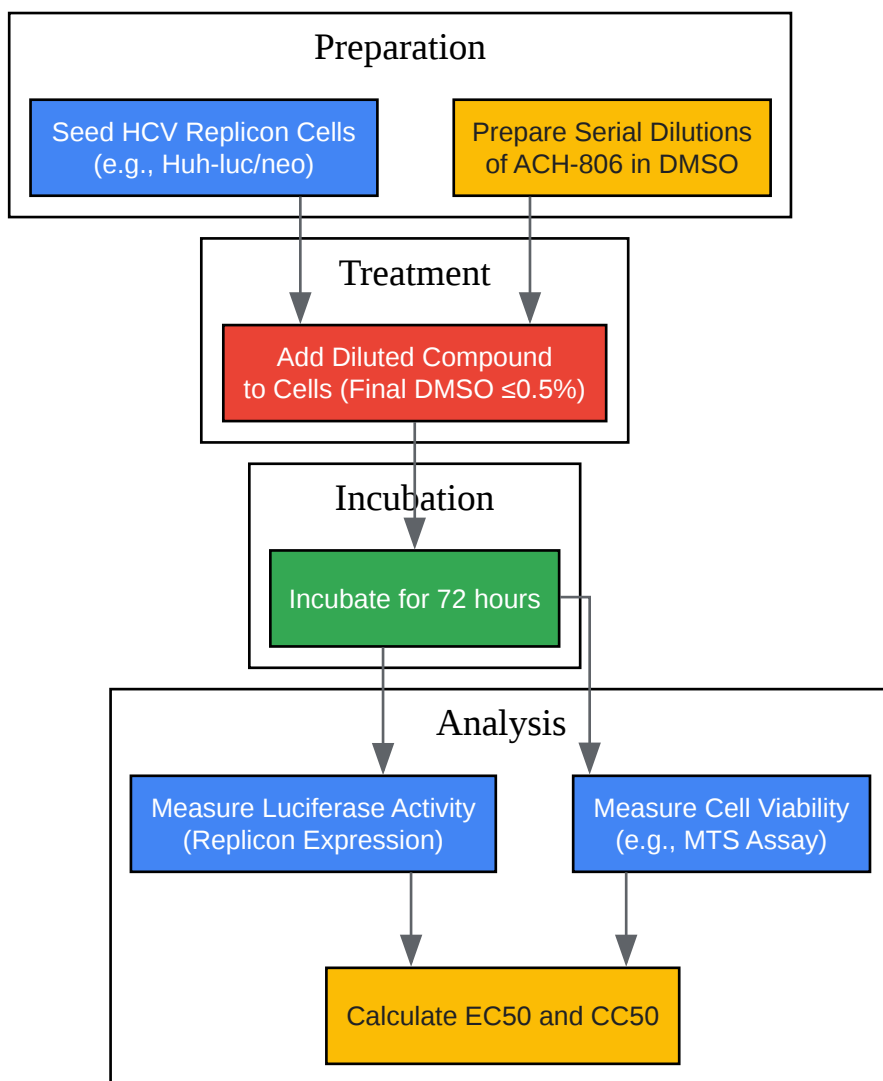 Preparation
Seed HCV Replicon Cells
(e.g., Huh-luc/neo)
Prepare Serial Dilutions
of ACH-806 in DMSO
Treatment
Add Diluted Compound
to Cells (Final DMSO ≤0.5%)
Incubation
Incubate for 72 hours
Analysis
Measure Luciferase Activity
(Replicon Expression)
Measure Cell Viability
(e.g., MTS Assay)
Calculate EC50 and CC50